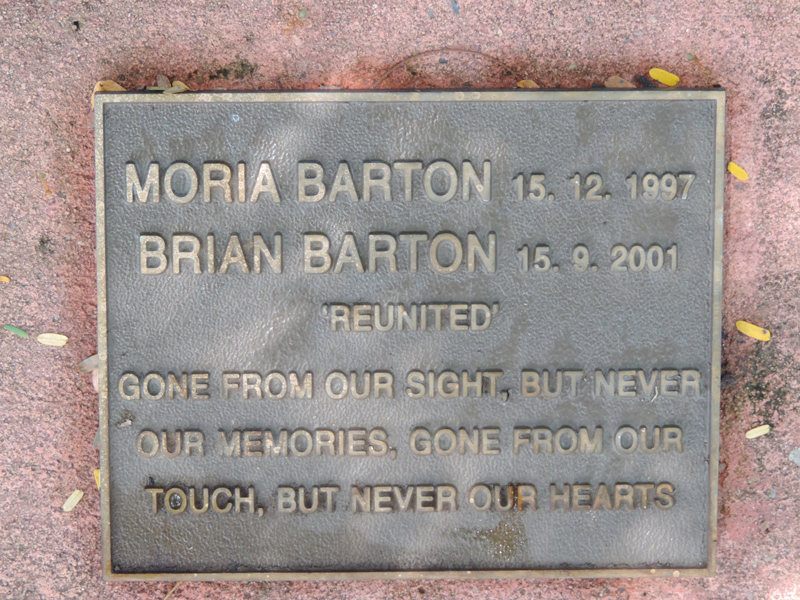 MORIA BARTON 15. 12. 1997
BRIAN BARTON 15. 9. 2001
'REUNITED'
GONE FROM OUR SIGHT, BUT NEVER
OUR MEMORIES, GONE FROM OUR
TOUCH, BUT NEVER OUR HEARTS